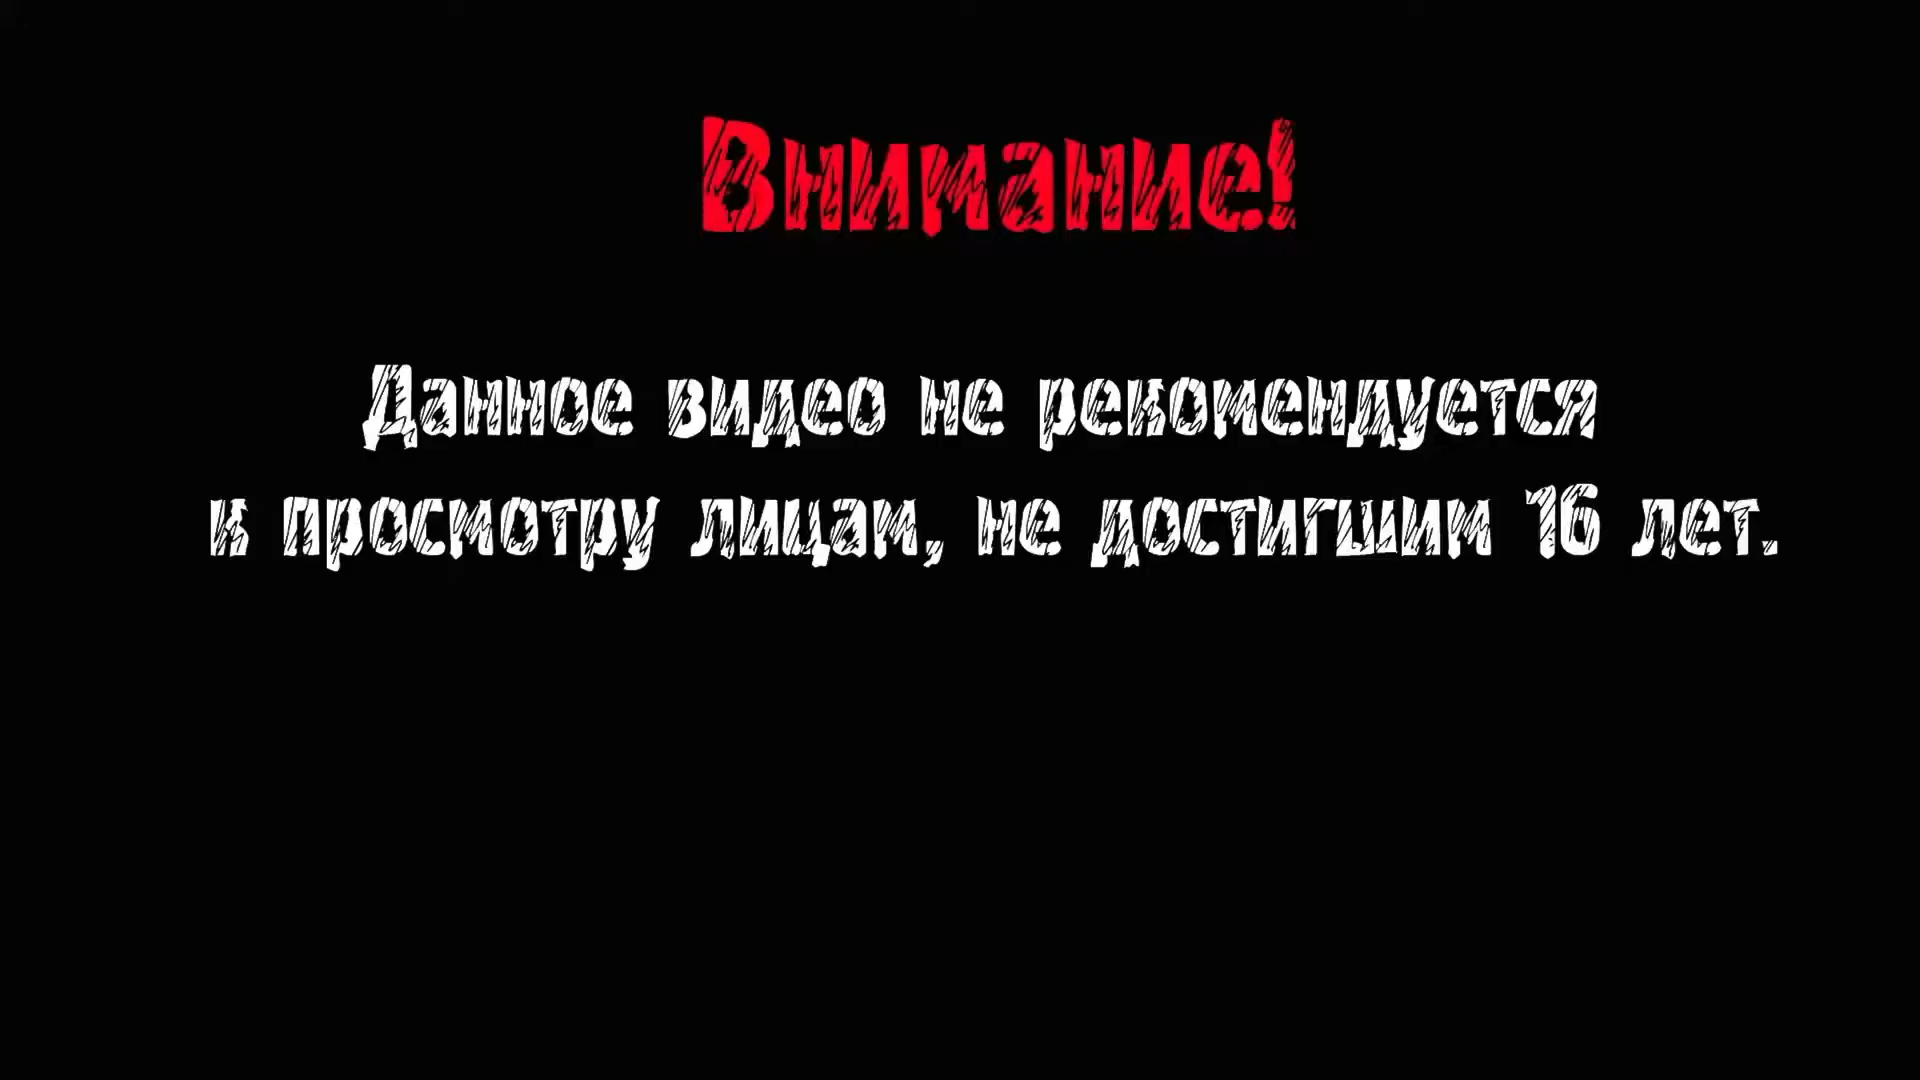 Внимание!
Данное видео не рекомендуется
к просмотру лицам, не достигшим 16 лет.